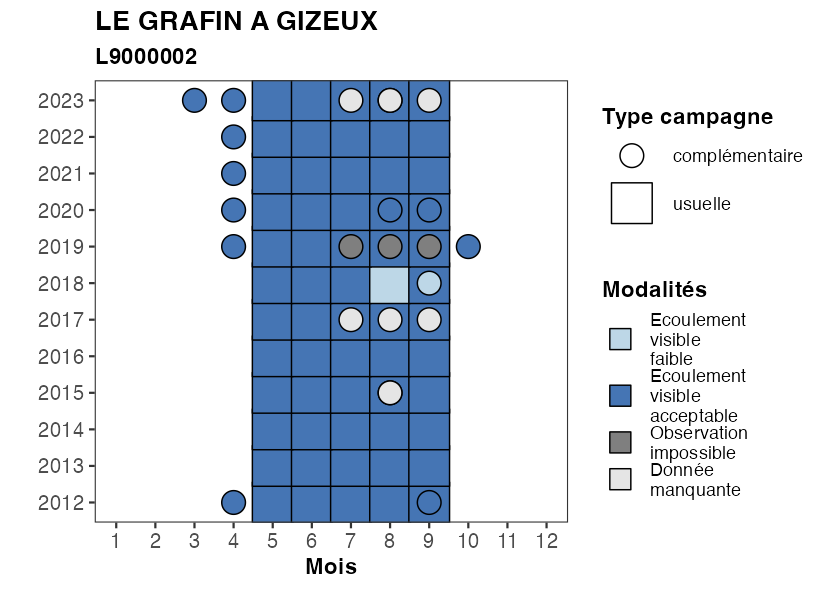 LE GRAFIN A GIZEUX
L9000002
2023
2022
2021
2020
2019
2018
2017
2016
2015
2014
2013
2012
1 2 3 4 5 6 7 8 9 10 11 12
Mois
Type campagne
complémentaire
usuelle
Modalités
Ecoulement
visible
faible
Ecoulement
visible
acceptable
Observation
impossible
Donnée
manquante